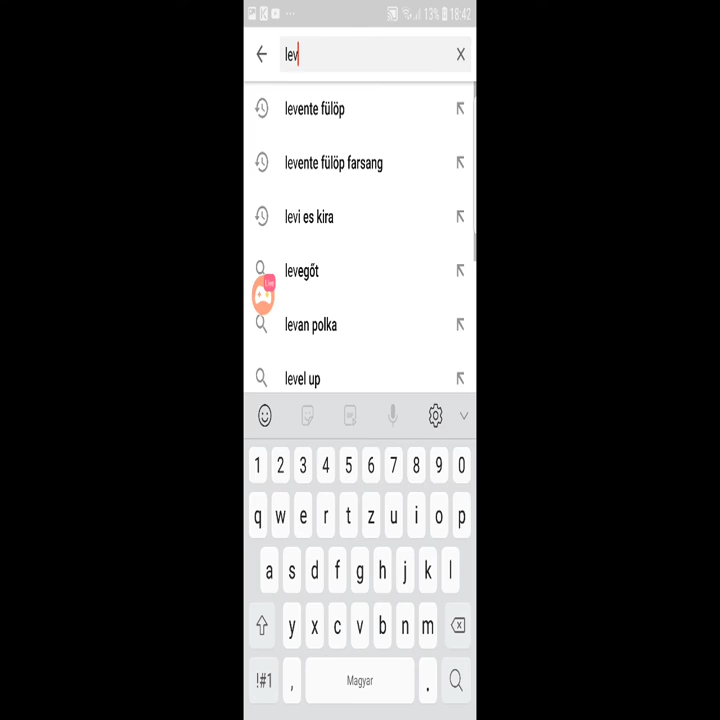 13% 18:42
lev
levente fülöp
levente fülöp farsang
levi es kira
levegőt
levan polka
level up
1 2 3 4 5 6 7 8 9 0
q w e r t z u i o p
a s d f g h j k l
y x c v b n m
!#1 , Magyar .